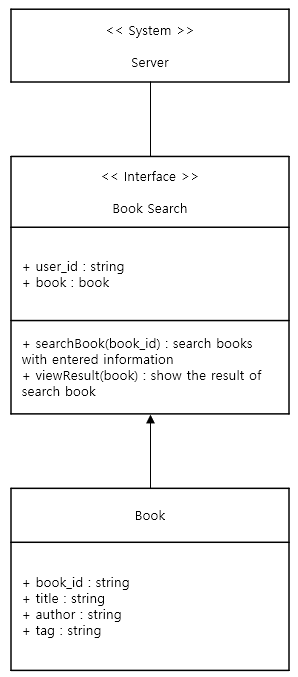 << System >>
Server
<< Interface >>
Book Search
+ user_id : string
+ book : book
+ searchBook(book_id) : search books
with entered information
+ viewResult(book) : show the result of
search book
Book
+ book_id : string
+ title : string
+ author : string
+ tag : string